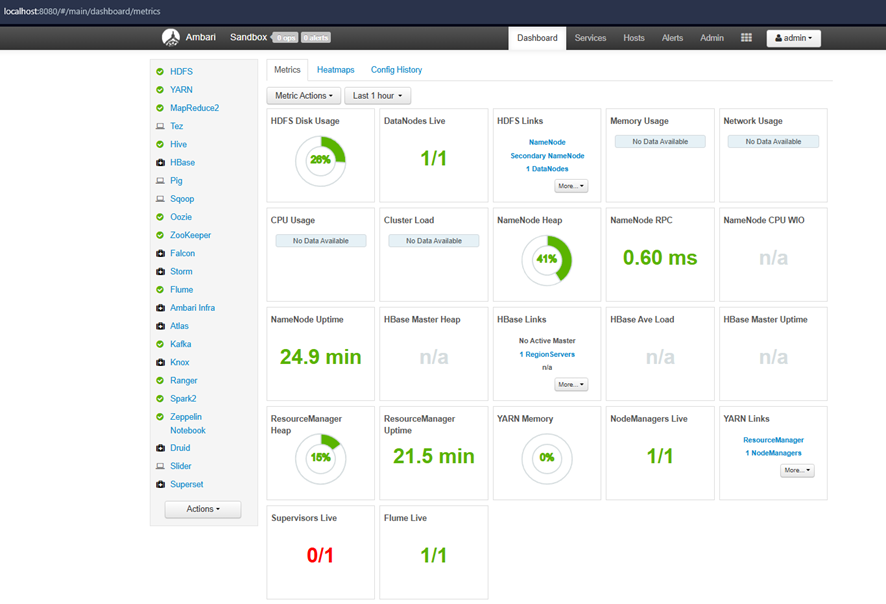 localhost:8080/#/main/dashboard/metrics
Ambari Sandbox 0 ops 0 alerts Dashboard Services Hosts Alerts Admin admin
HDFS
YARN
MapReduce2
Tez
Hive
HBase
Pig
Sqoop
Oozie
ZooKeeper
Falcon
Storm
Flume
Ambari Infra
Atlas
Kafka
Knox
Ranger
Spark2
Zeppelin
Notebook
Druid
Slider
Superset
Actions
Metrics Heatmaps Config History
Metric Actions Last 1 hour
HDFS Disk Usage
26%
DataNodes Live
1/1
HDFS Links
NameNode
Secondary NameNode
1 DataNodes
More...
Memory Usage
No Data Available
Network Usage
No Data Available
CPU Usage
No Data Available
Cluster Load
No Data Available
NameNode Heap
41%
NameNode RPC
0.60 ms
NameNode CPU WIO
n/a
NameNode Uptime
24.9 min
HBase Master Heap
n/a
HBase Links
No Active Master
1 RegionServers
n/a
More...
HBase Ave Load
n/a
HBase Master Uptime
n/a
ResourceManager
Heap
15%
ResourceManager
Uptime
21.5 min
YARN Memory
0%
NodeManagers Live
1/1
YARN Links
ResourceManager
1 NodeManagers
More...
Supervisors Live
0/1
Flume Live
1/1